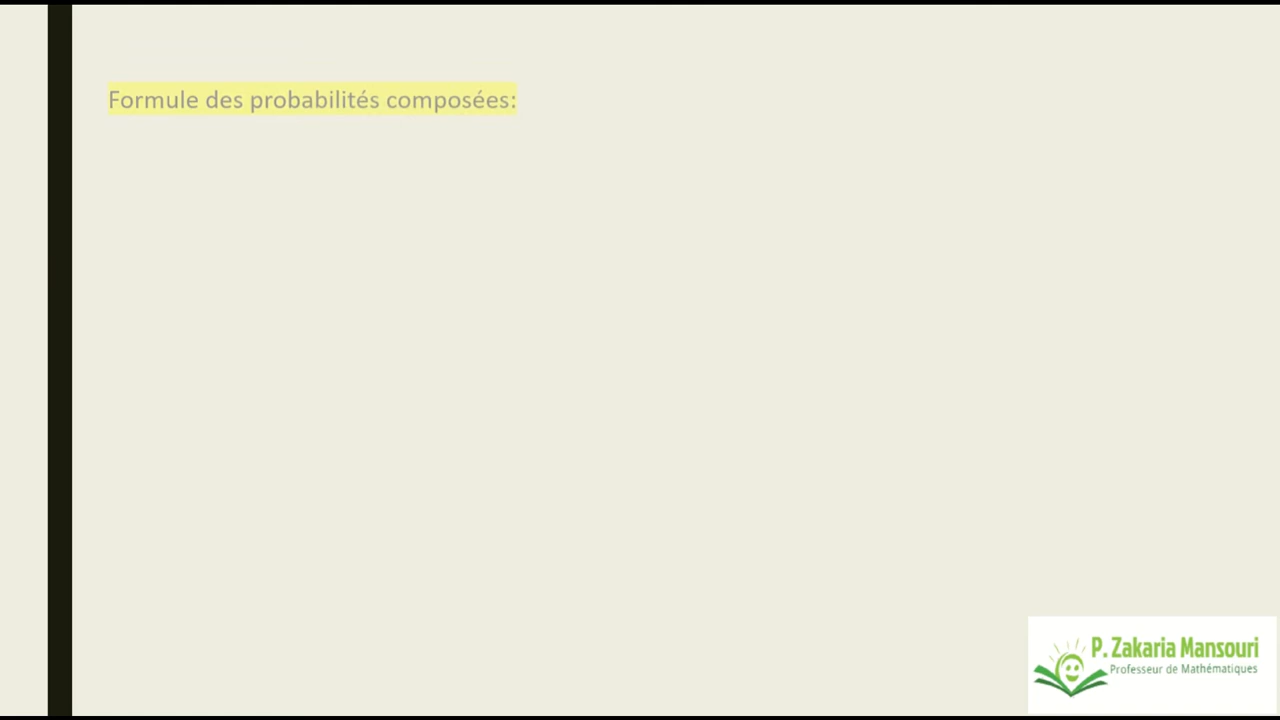 Formule des probabilités composées:
P. Zakaria Mansouri
Professeur de Mathématiques